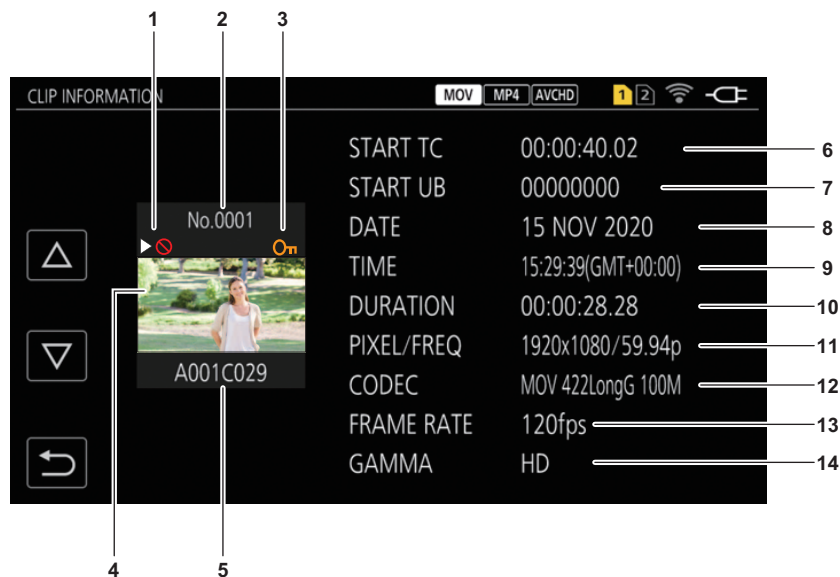 1 2 3
CLIP INFORMATION MOV MP4 AVCHD 1 2
START TC 00:00:40.02 6
START UB 00000000 7
No.0001
DATE 15 NOV 2020 8
TIME 15:29:39(GMT+00:00) 9
DURATION 00:00:28.28 10
PIXEL/FREQ 1920x1080/59.94p 11
A001C029
CODEC MOV 422LongG 100M 12
FRAME RATE 120fps 13
GAMMA HD 14
4 5